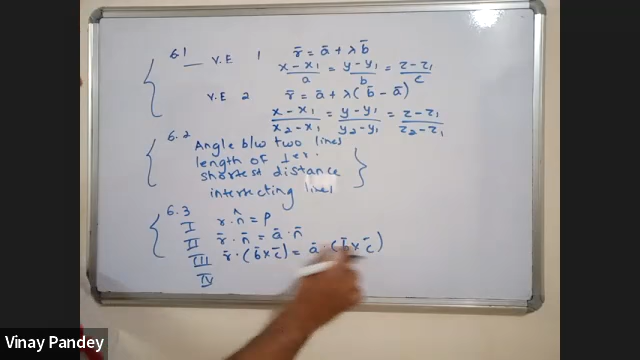 6.1 V.E 1 r̄ = ā + λ b̄
x - x₁/a = y - y₁/b = z - z₁/c
V.E 2 r̄ = ā + λ( b̄ - ā)
x - x₁/x₂ - x₁ = y - y₁/y₂ - y₁ = z - z₁/z₂ - z₁
6.2 Angle b/w two lines
length of ⊥er.
shortest distance
intersecting lines
6.3
I r · n̂ = p
II r̄ · n̄ = ā · n̄
III r̄ · (b̄ × c̄) = ā · (b̄ × c̄)
IV
Vinay Pandey